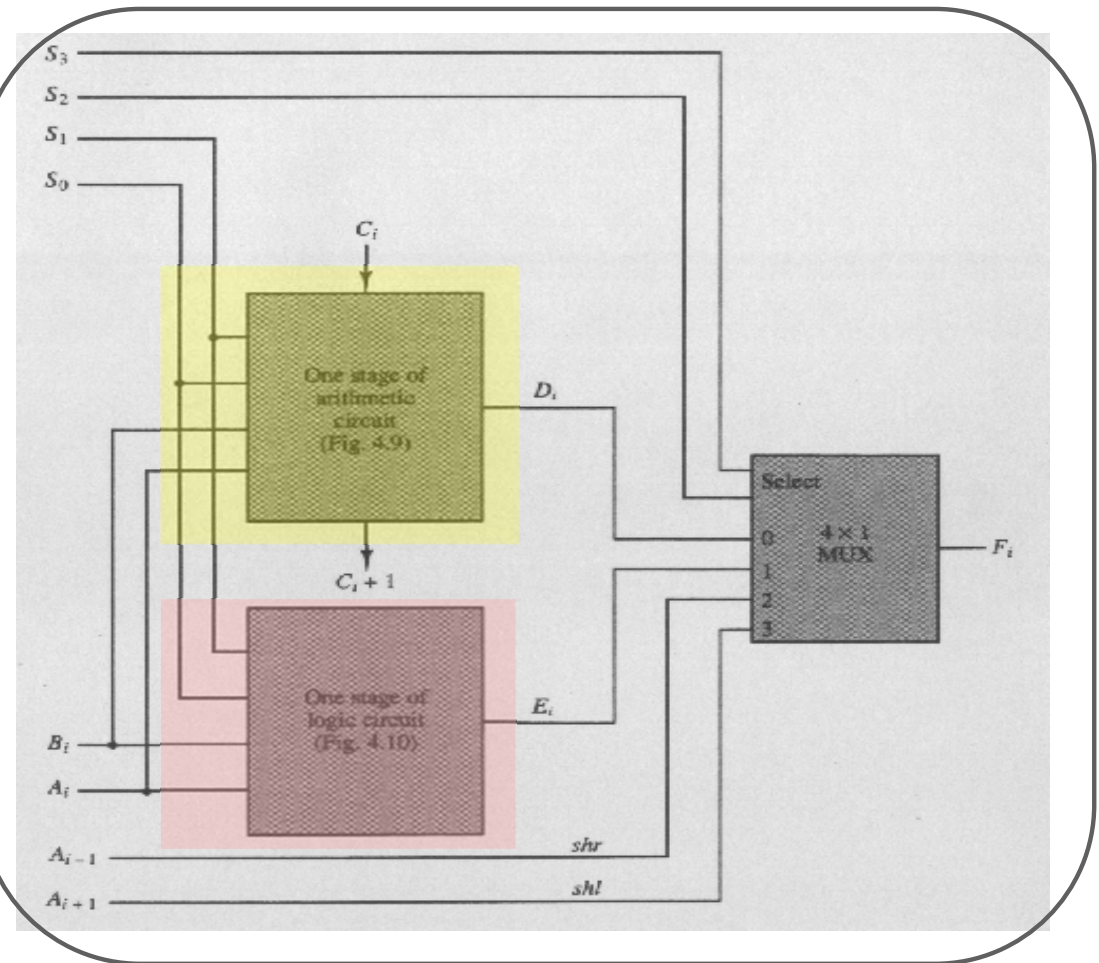 S₃
S₂
S₁
S₀
Cᵢ
One stage of
arithmetic
circuit
(Fig. 4.9)
Dᵢ
Select
0
4 × 1
MUX
1
2
3
Fᵢ
Cᵢ + 1
One stage of
logic circuit
(Fig. 4.10)
Eᵢ
Bᵢ
Aᵢ
Aᵢ₋₁
shr
Aᵢ₊₁
shl